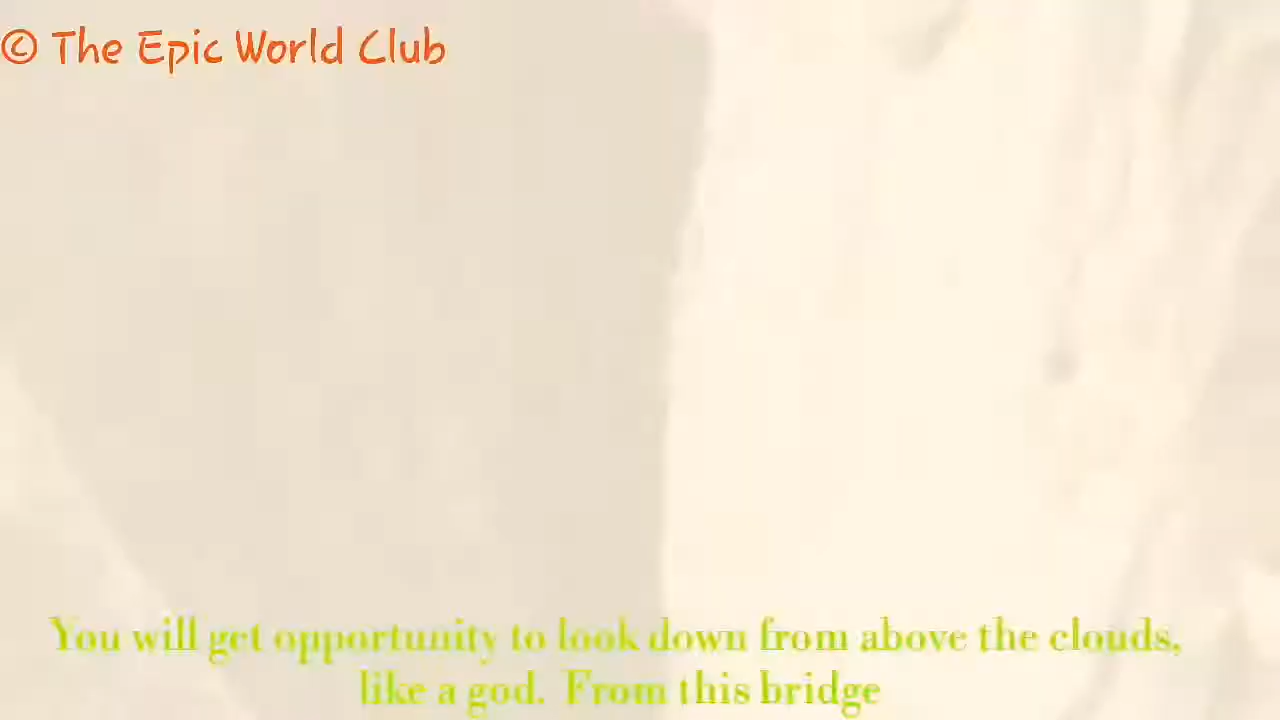 © The Epic World Club
You will get opportunity to look down from above the clouds,
like a god. From this bridge